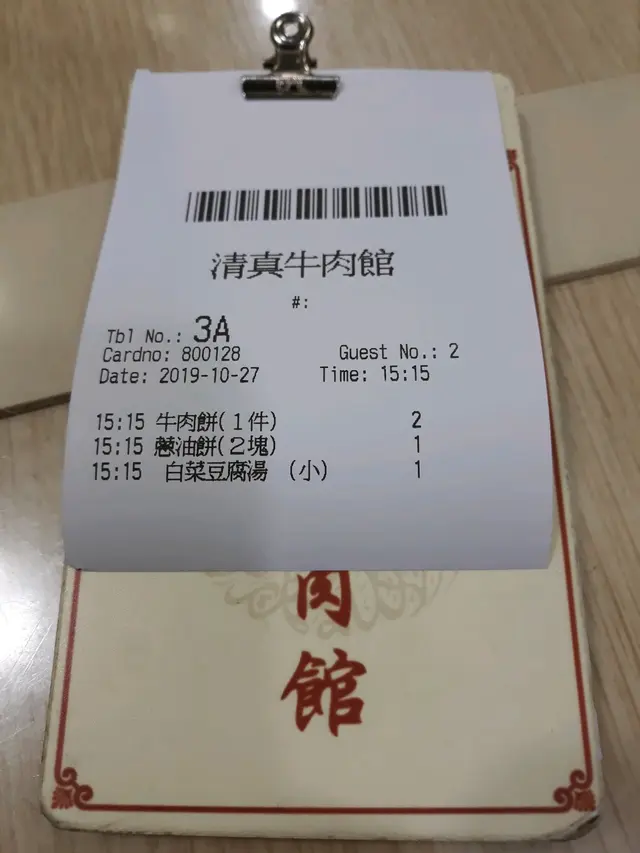 清真牛肉館
#:
Tbl No.: 3A
Cardno: 800128 Guest No.: 2
Date: 2019-10-27 Time: 15:15
15:15 牛肉餅(1件) 2
15:15 蔥油餅(2塊) 1
15:15 白菜豆腐湯 (小) 1
肉
館